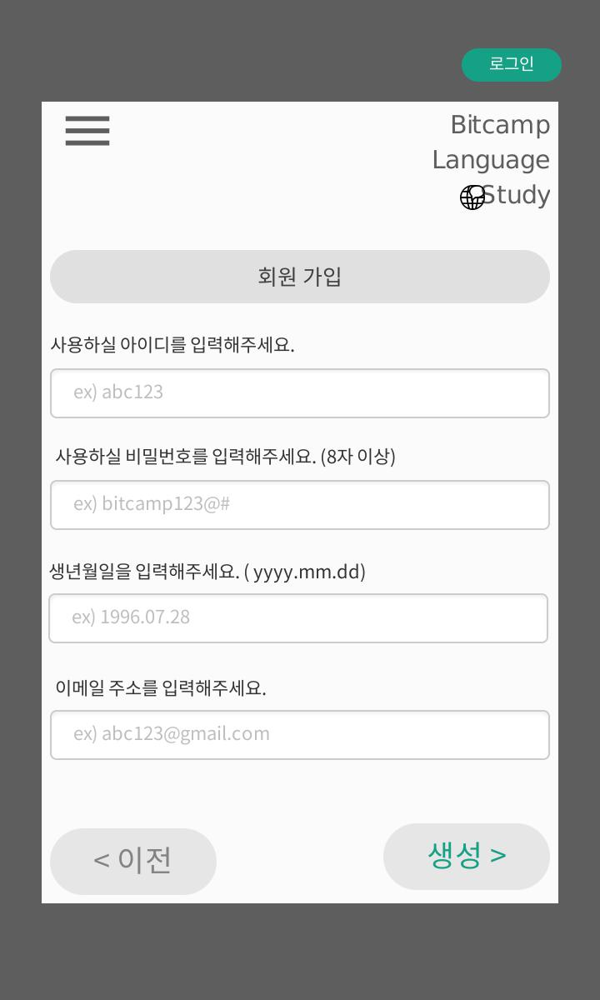 로그인
Bitcamp
Language
Study
회원 가입
사용하실 아이디를 입력해주세요.
ex) abc123
사용하실 비밀번호를 입력해주세요. (8자 이상)
ex) bitcamp123@#
생년월일을 입력해주세요. ( yyyy.mm.dd)
ex) 1996.07.28
이메일 주소를 입력해주세요.
ex) abc123@gmail.com
< 이전
생성 >